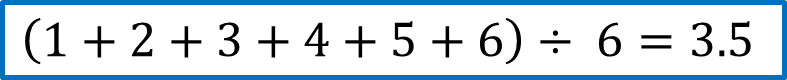 (1 + 2 + 3 + 4 + 5 + 6) ÷ 6 = 3.5